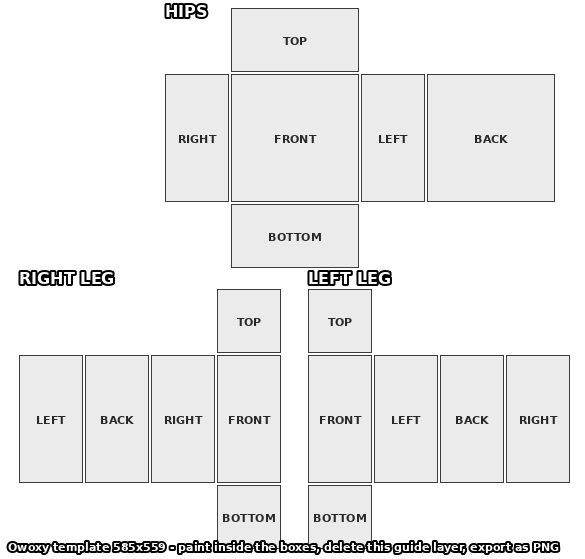 HIPS
TOP
RIGHT FRONT LEFT BACK
BOTTOM
RIGHT LEG LEFT LEG
TOP TOP
LEFT BACK RIGHT FRONT FRONT LEFT BACK RIGHT
BOTTOM BOTTOM
Owoxy template 585x559 - paint inside the boxes, delete this guide layer, export as PNG